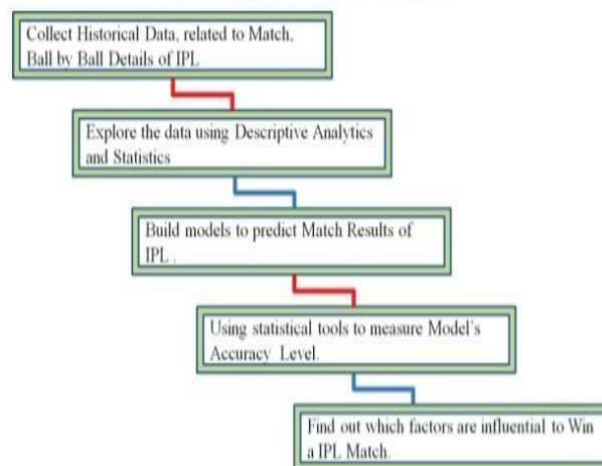 Collect Historical Data, related to Match,
Ball by Ball Details of IPL
Explore the data using Descriptive Analytics
and Statistics
Build models to predict Match Results of
IPL .
Using statistical tools to measure Model's
Accuracy Level.
Find out which factors are influential to Win
a IPL Match.